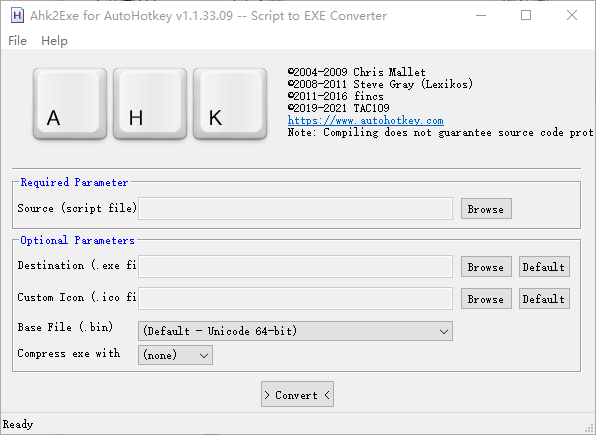 Ahk2Exe for AutoHotkey v1.1.33.09 -- Script to EXE Converter
File Help
A H K
©2004-2009 Chris Mallet
©2008-2011 Steve Gray (Lexikos)
©2011-2016 fincs
©2019-2021 TAC109
https://www.autohotkey.com
Note: Compiling does not guarantee source code prot
Required Parameter
Source (script file) Browse
Optional Parameters
Destination (.exe fi Browse Default
Custom Icon (.ico fi Browse Default
Base File (.bin) (Default - Unicode 64-bit)
Compress exe with (none)
> Convert <
Ready